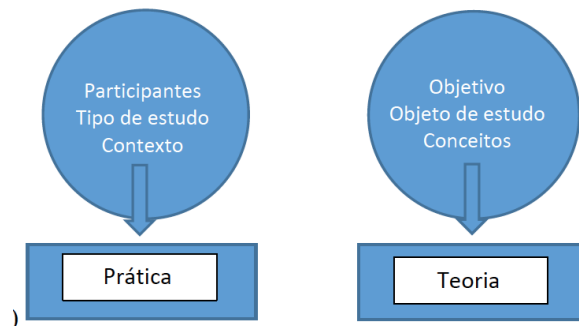 Participantes
Tipo de estudo
Contexto
Prática
Objetivo
Objeto de estudo
Conceitos
Teoria
)